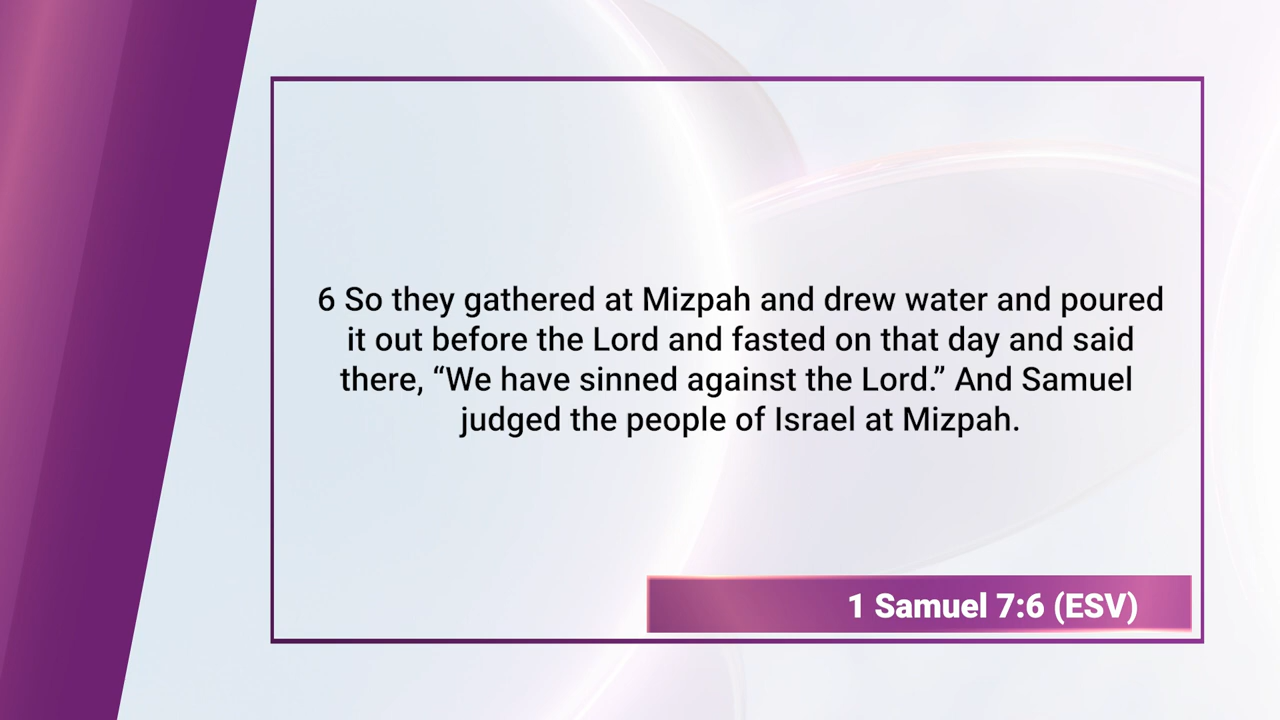 6 So they gathered at Mizpah and drew water and poured
it out before the Lord and fasted on that day and said
there, “We have sinned against the Lord.” And Samuel
judged the people of Israel at Mizpah.
1 Samuel 7:6 (ESV)